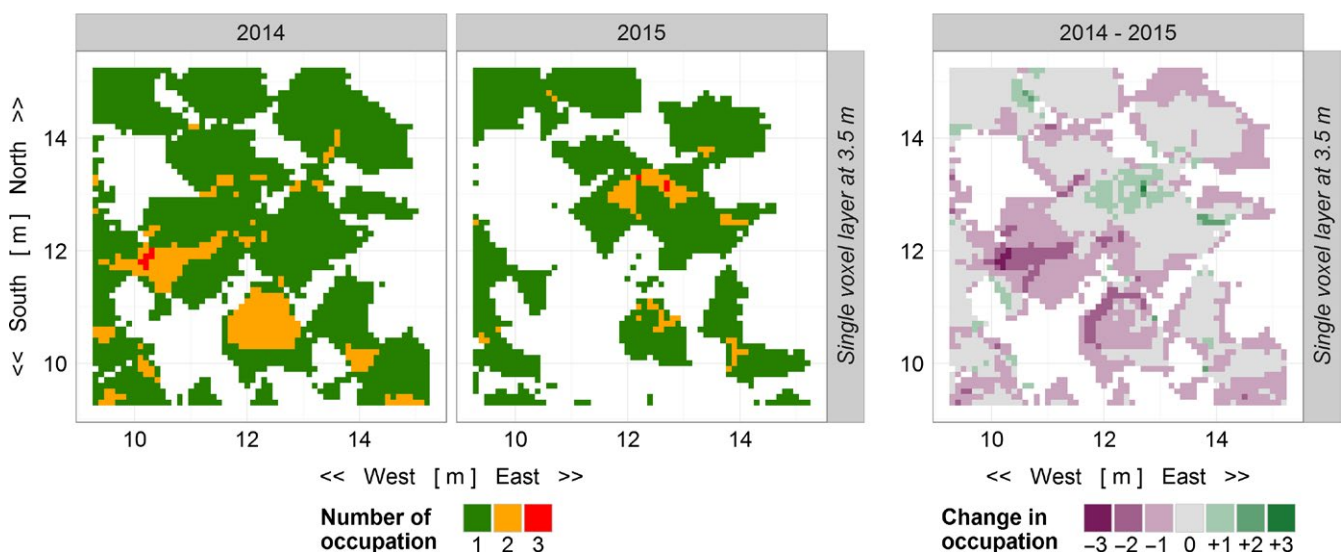 2014
2015
2014 - 2015
<< South [ m ] North >>
14
12
10
Single voxel layer at 3.5 m
14
12
10
Single voxel layer at 3.5 m
10 12 14
10 12 14
10 12 14
<< West [ m ] East >>
<< West [ m ] East >>
Number of
occupation
1 2 3
Change in
occupation
−3 −2 −1 0 +1 +2 +3